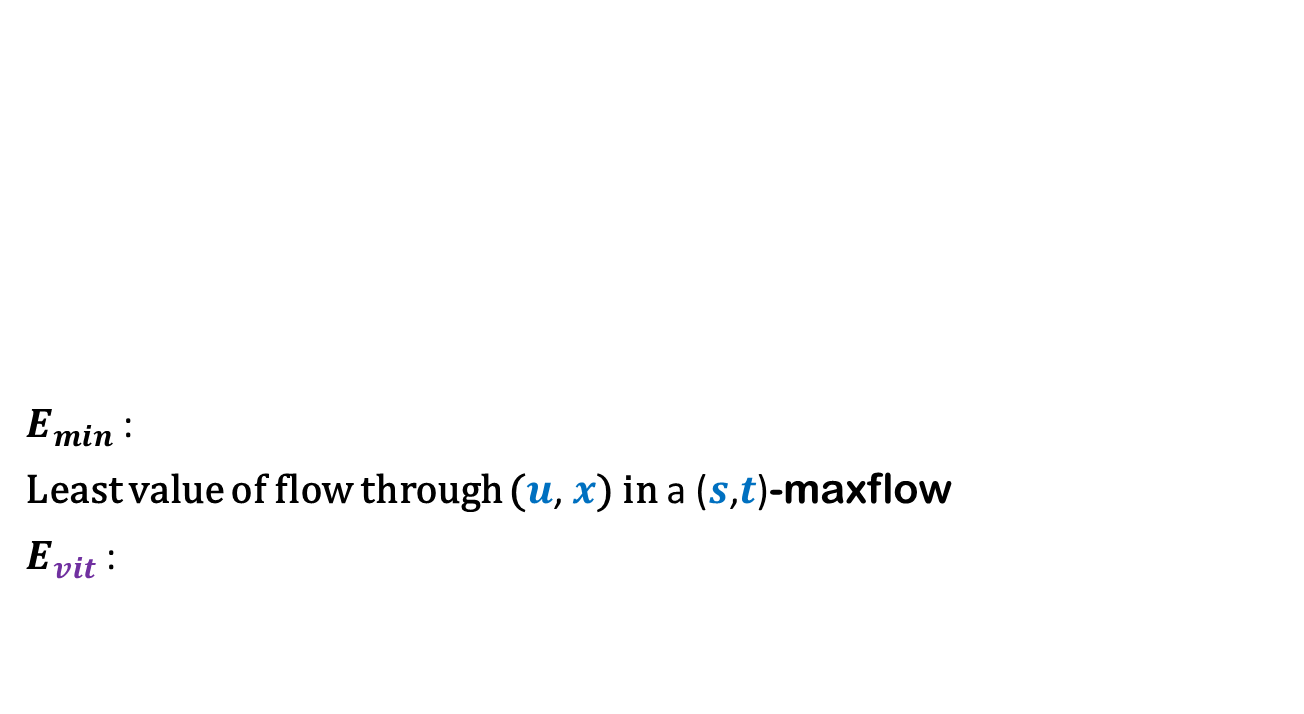 E_min :
Least value of flow through (u, x) in a (s,t)-maxflow
E_vit :